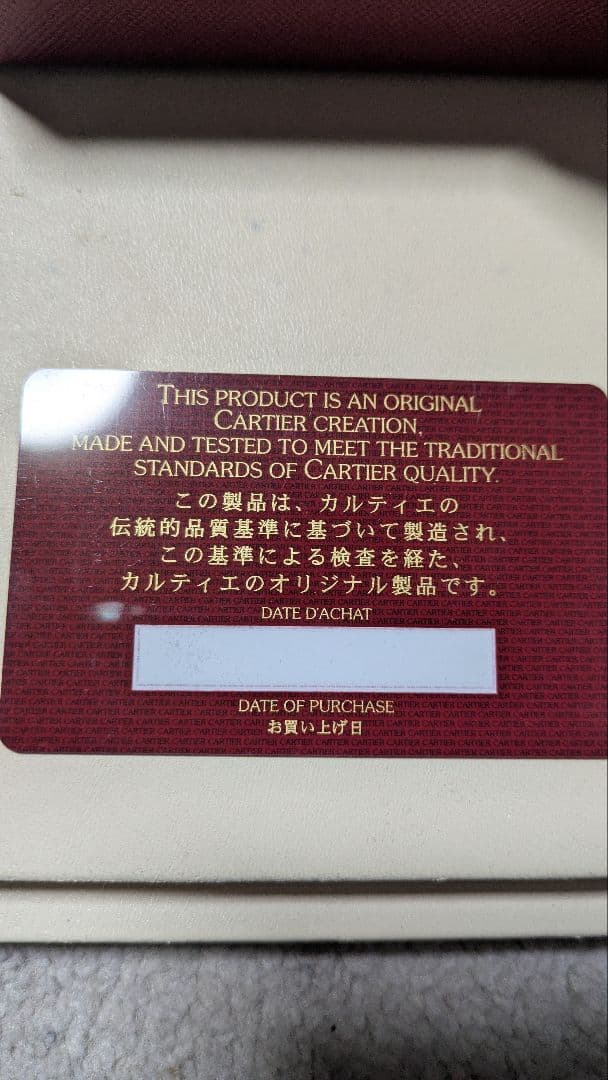 THIS PRODUCT IS AN ORIGINAL
CARTIER CREATION,
MADE AND TESTED TO MEET THE TRADITIONAL
STANDARDS OF CARTIER QUALITY.
この製品は、カルティエの
伝統的品質基準に基づいて製造され、
この基準による検査を経た、
カルティエのオリジナル製品です。
DATE D'ACHAT
DATE OF PURCHASE
お買い上げ日